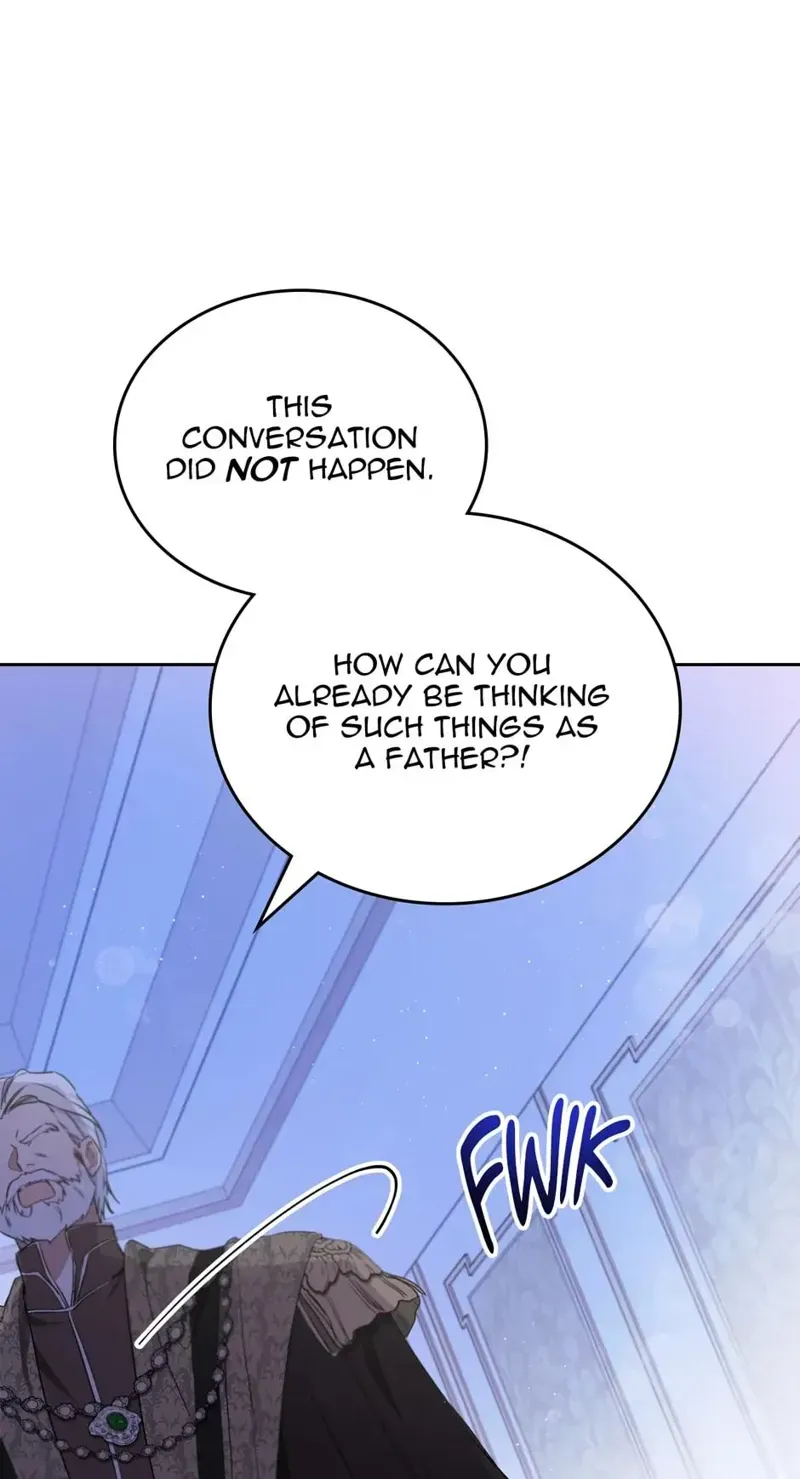 THIS
CONVERSATION
DID NOT HAPPEN.
HOW CAN YOU
ALREADY BE THINKING
OF SUCH THINGS AS
A FATHER?!
FWIK